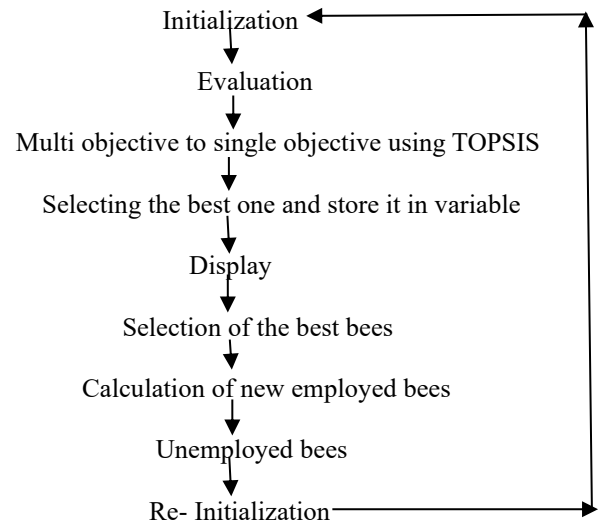 Initialization
Evaluation
Multi objective to single objective using TOPSIS
Selecting the best one and store it in variable
Display
Selection of the best bees
Calculation of new employed bees
Unemployed bees
Re- Initialization